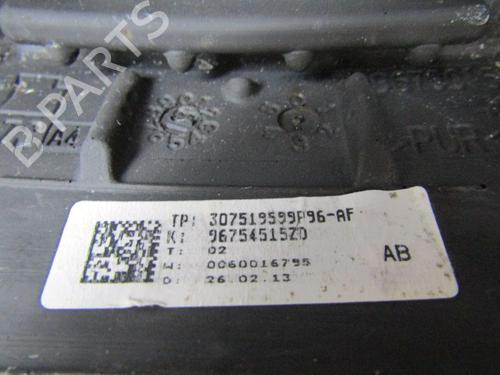 B-PARTS
>PUR<
TP: 307519599P96-AF
K: 96754515ZD
T: 02
W: 0060016795
D: 26.02.13
AB